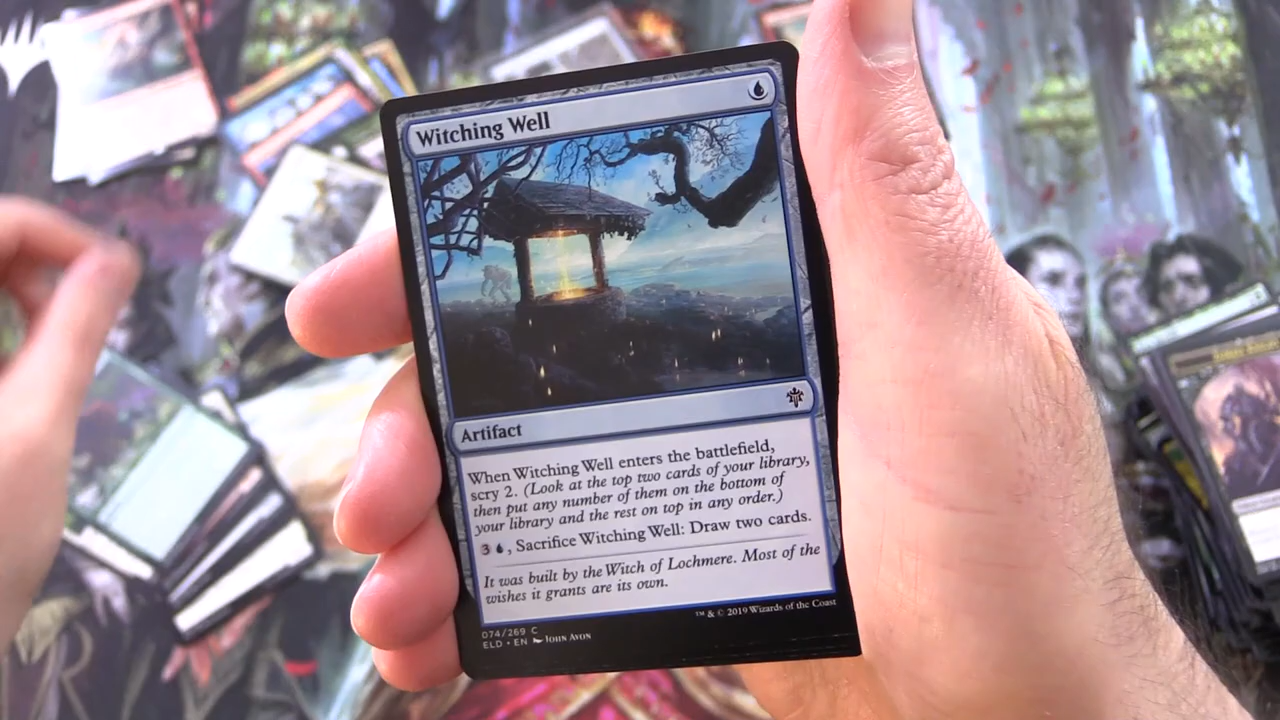 Witching Well
Artifact
When Witching Well enters the battlefield,
scry 2. (Look at the top two cards of your library,
then put any number of them on the bottom of
your library and the rest on top in any order.)
3 , Sacrifice Witching Well: Draw two cards.
It was built by the Witch of Lochmere. Most of the
wishes it grants are its own.
074/269 C
ELD • EN JOHN AVON
™ & © 2019 Wizards of the Coast